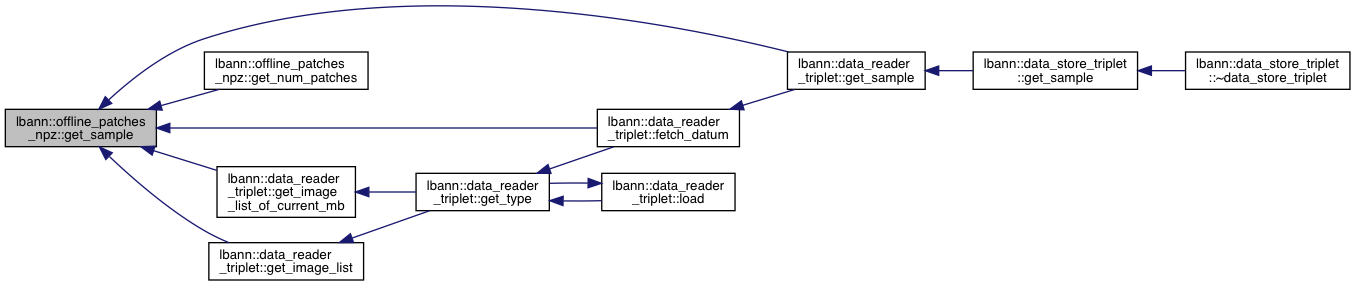 lbann::offline_patches
_npz::get_sample
lbann::offline_patches
_npz::get_num_patches
lbann::data_reader
_triplet::get_sample
lbann::data_store_triplet
::get_sample
lbann::data_store_triplet
::~data_store_triplet
lbann::data_reader
_triplet::fetch_datum
lbann::data_reader
_triplet::get_image
_list_of_current_mb
lbann::data_reader
_triplet::get_type
lbann::data_reader
_triplet::load
lbann::data_reader
_triplet::get_image_list